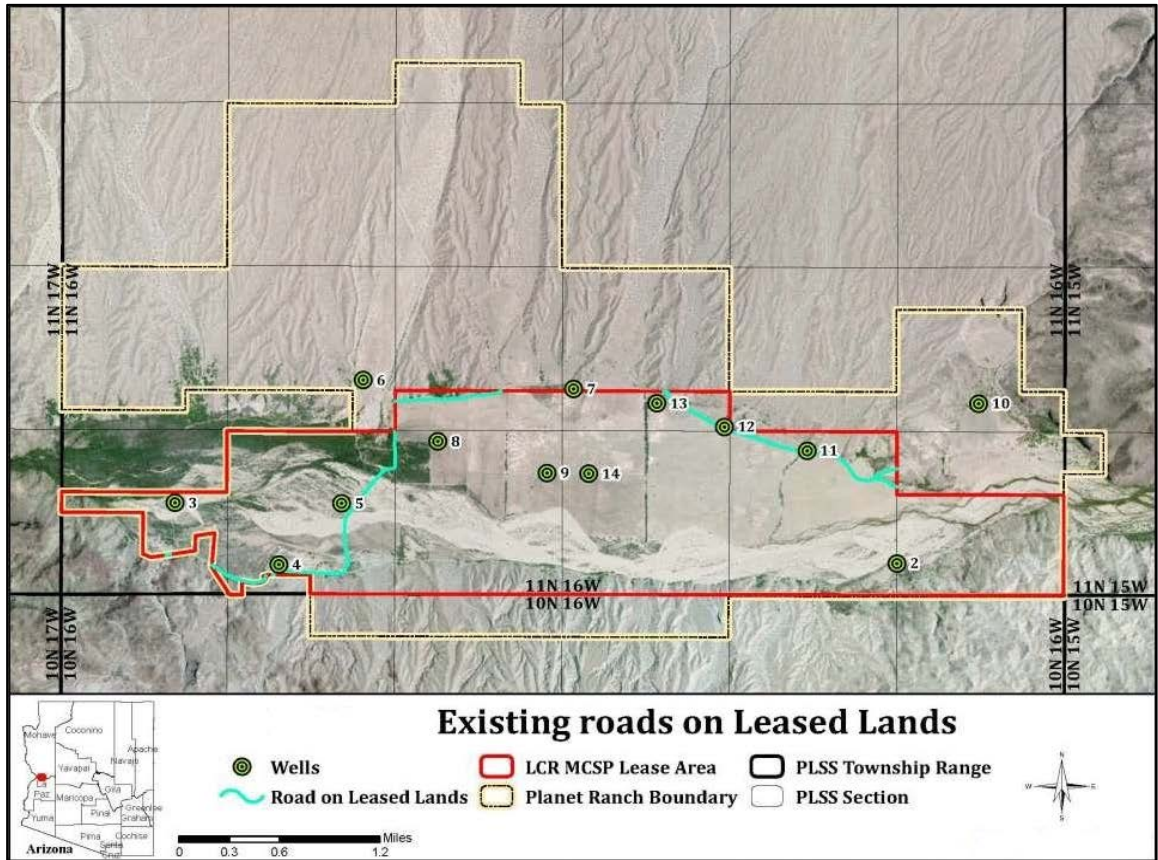 11N 17W
11N 16W
11N 16W
11N 15W
6
7
13
10
12
8
11
9
14
3
5
4
2
11N 16W
10N 16W
11N 15W
10N 15W
10N 17W
10N 16W
10N 16W
10N 15W
Existing roads on Leased Lands
Wells
LCR MCSP Lease Area
PLSS Township Range
Road on Leased Lands
Planet Ranch Boundary
PLSS Section
Mohave
Coconino
Apache
Navajo
Yavapai
La
Paz
Gila
Maricopa
Greenlee
Yuma
Pinal
Graham
Pima
Cochise
Santa
Cruz
Arizona
Miles
0 0.3 0.6 1.2
N
W E
S